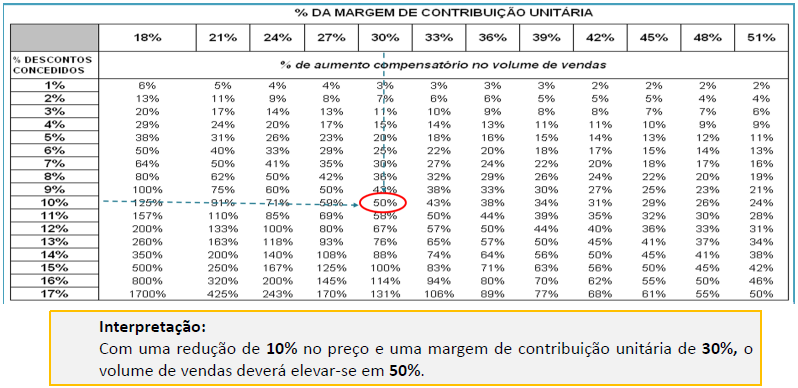 % DA MARGEM DE CONTRIBUIÇÃO UNITÁRIA
18% 21% 24% 27% 30% 33% 36% 39% 42% 45% 48% 51%
% DESCONTOS CONCEDIDOS % de aumento compensatório no volume de vendas
1% 6% 5% 4% 4% 3% 3% 3% 3% 2% 2% 2% 2%
2% 13% 11% 9% 8% 7% 6% 6% 5% 5% 5% 4% 4%
3% 20% 17% 14% 13% 11% 10% 9% 8% 8% 7% 7% 6%
4% 29% 24% 20% 17% 15% 14% 13% 11% 11% 10% 9% 9%
5% 38% 31% 26% 23% 20% 18% 16% 15% 14% 13% 12% 11%
6% 50% 40% 33% 29% 25% 22% 20% 18% 17% 15% 14% 13%
7% 64% 50% 41% 35% 30% 27% 24% 22% 20% 18% 17% 16%
8% 80% 62% 50% 42% 36% 32% 29% 26% 24% 22% 20% 19%
9% 100% 75% 60% 50% 43% 38% 33% 30% 27% 25% 23% 21%
10% 125% 91% 71% 59% 50% 43% 38% 34% 31% 29% 26% 24%
11% 157% 110% 85% 69% 58% 50% 44% 39% 35% 32% 30% 28%
12% 200% 133% 100% 80% 67% 57% 50% 44% 40% 36% 33% 31%
13% 260% 163% 118% 93% 76% 65% 57% 50% 45% 41% 37% 34%
14% 350% 200% 140% 108% 88% 74% 64% 56% 50% 45% 41% 38%
15% 500% 250% 167% 125% 100% 83% 71% 63% 56% 50% 45% 42%
16% 800% 320% 200% 145% 114% 94% 80% 70% 62% 55% 50% 46%
17% 1700% 425% 243% 170% 131% 106% 89% 77% 68% 61% 55% 50%
Interpretação:
Com uma redução de 10% no preço e uma margem de contribuição unitária de 30%, o
volume de vendas deverá elevar-se em 50%.